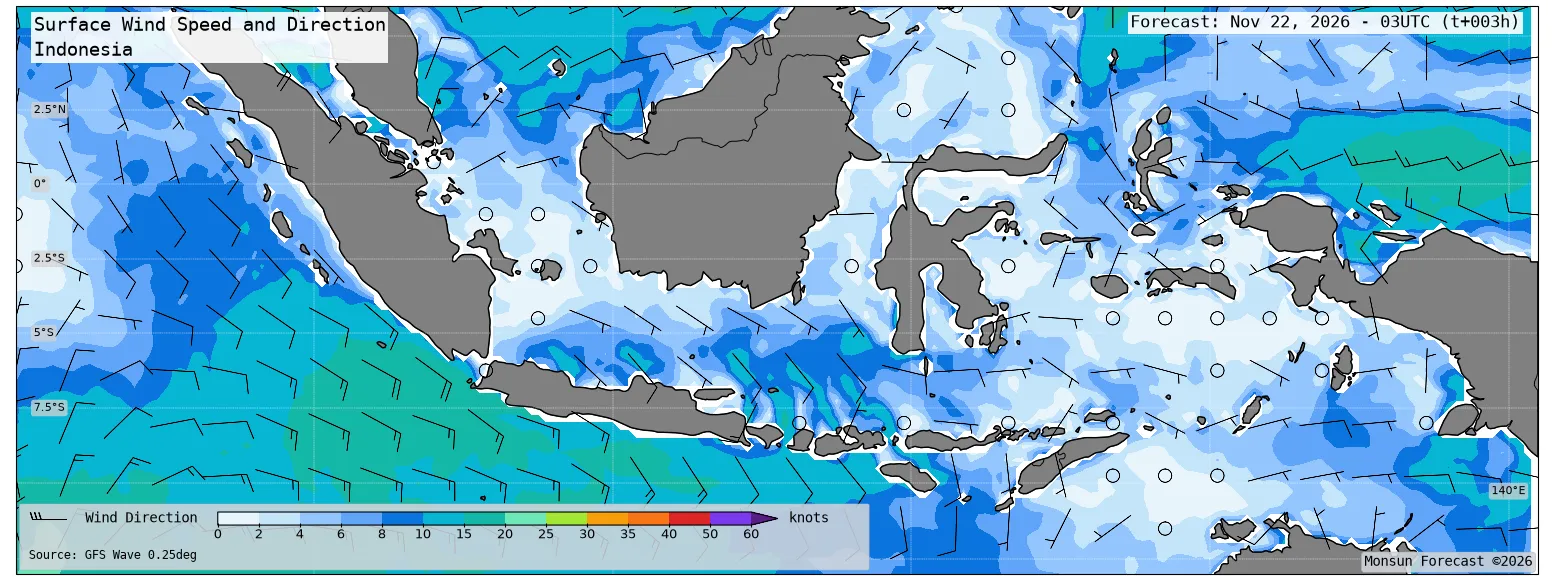 Surface Wind Speed and Direction
Indonesia
Forecast: Nov 22, 2026 - 03UTC (t+003h)
2.5°N
0°
2.5°S
5°S
7.5°S
140°E
Wind Direction
knots
0 2 4 6 8 10 15 20 25 30 35 40 50 60
Source: GFS Wave 0.25deg
Monsun Forecast ©2026